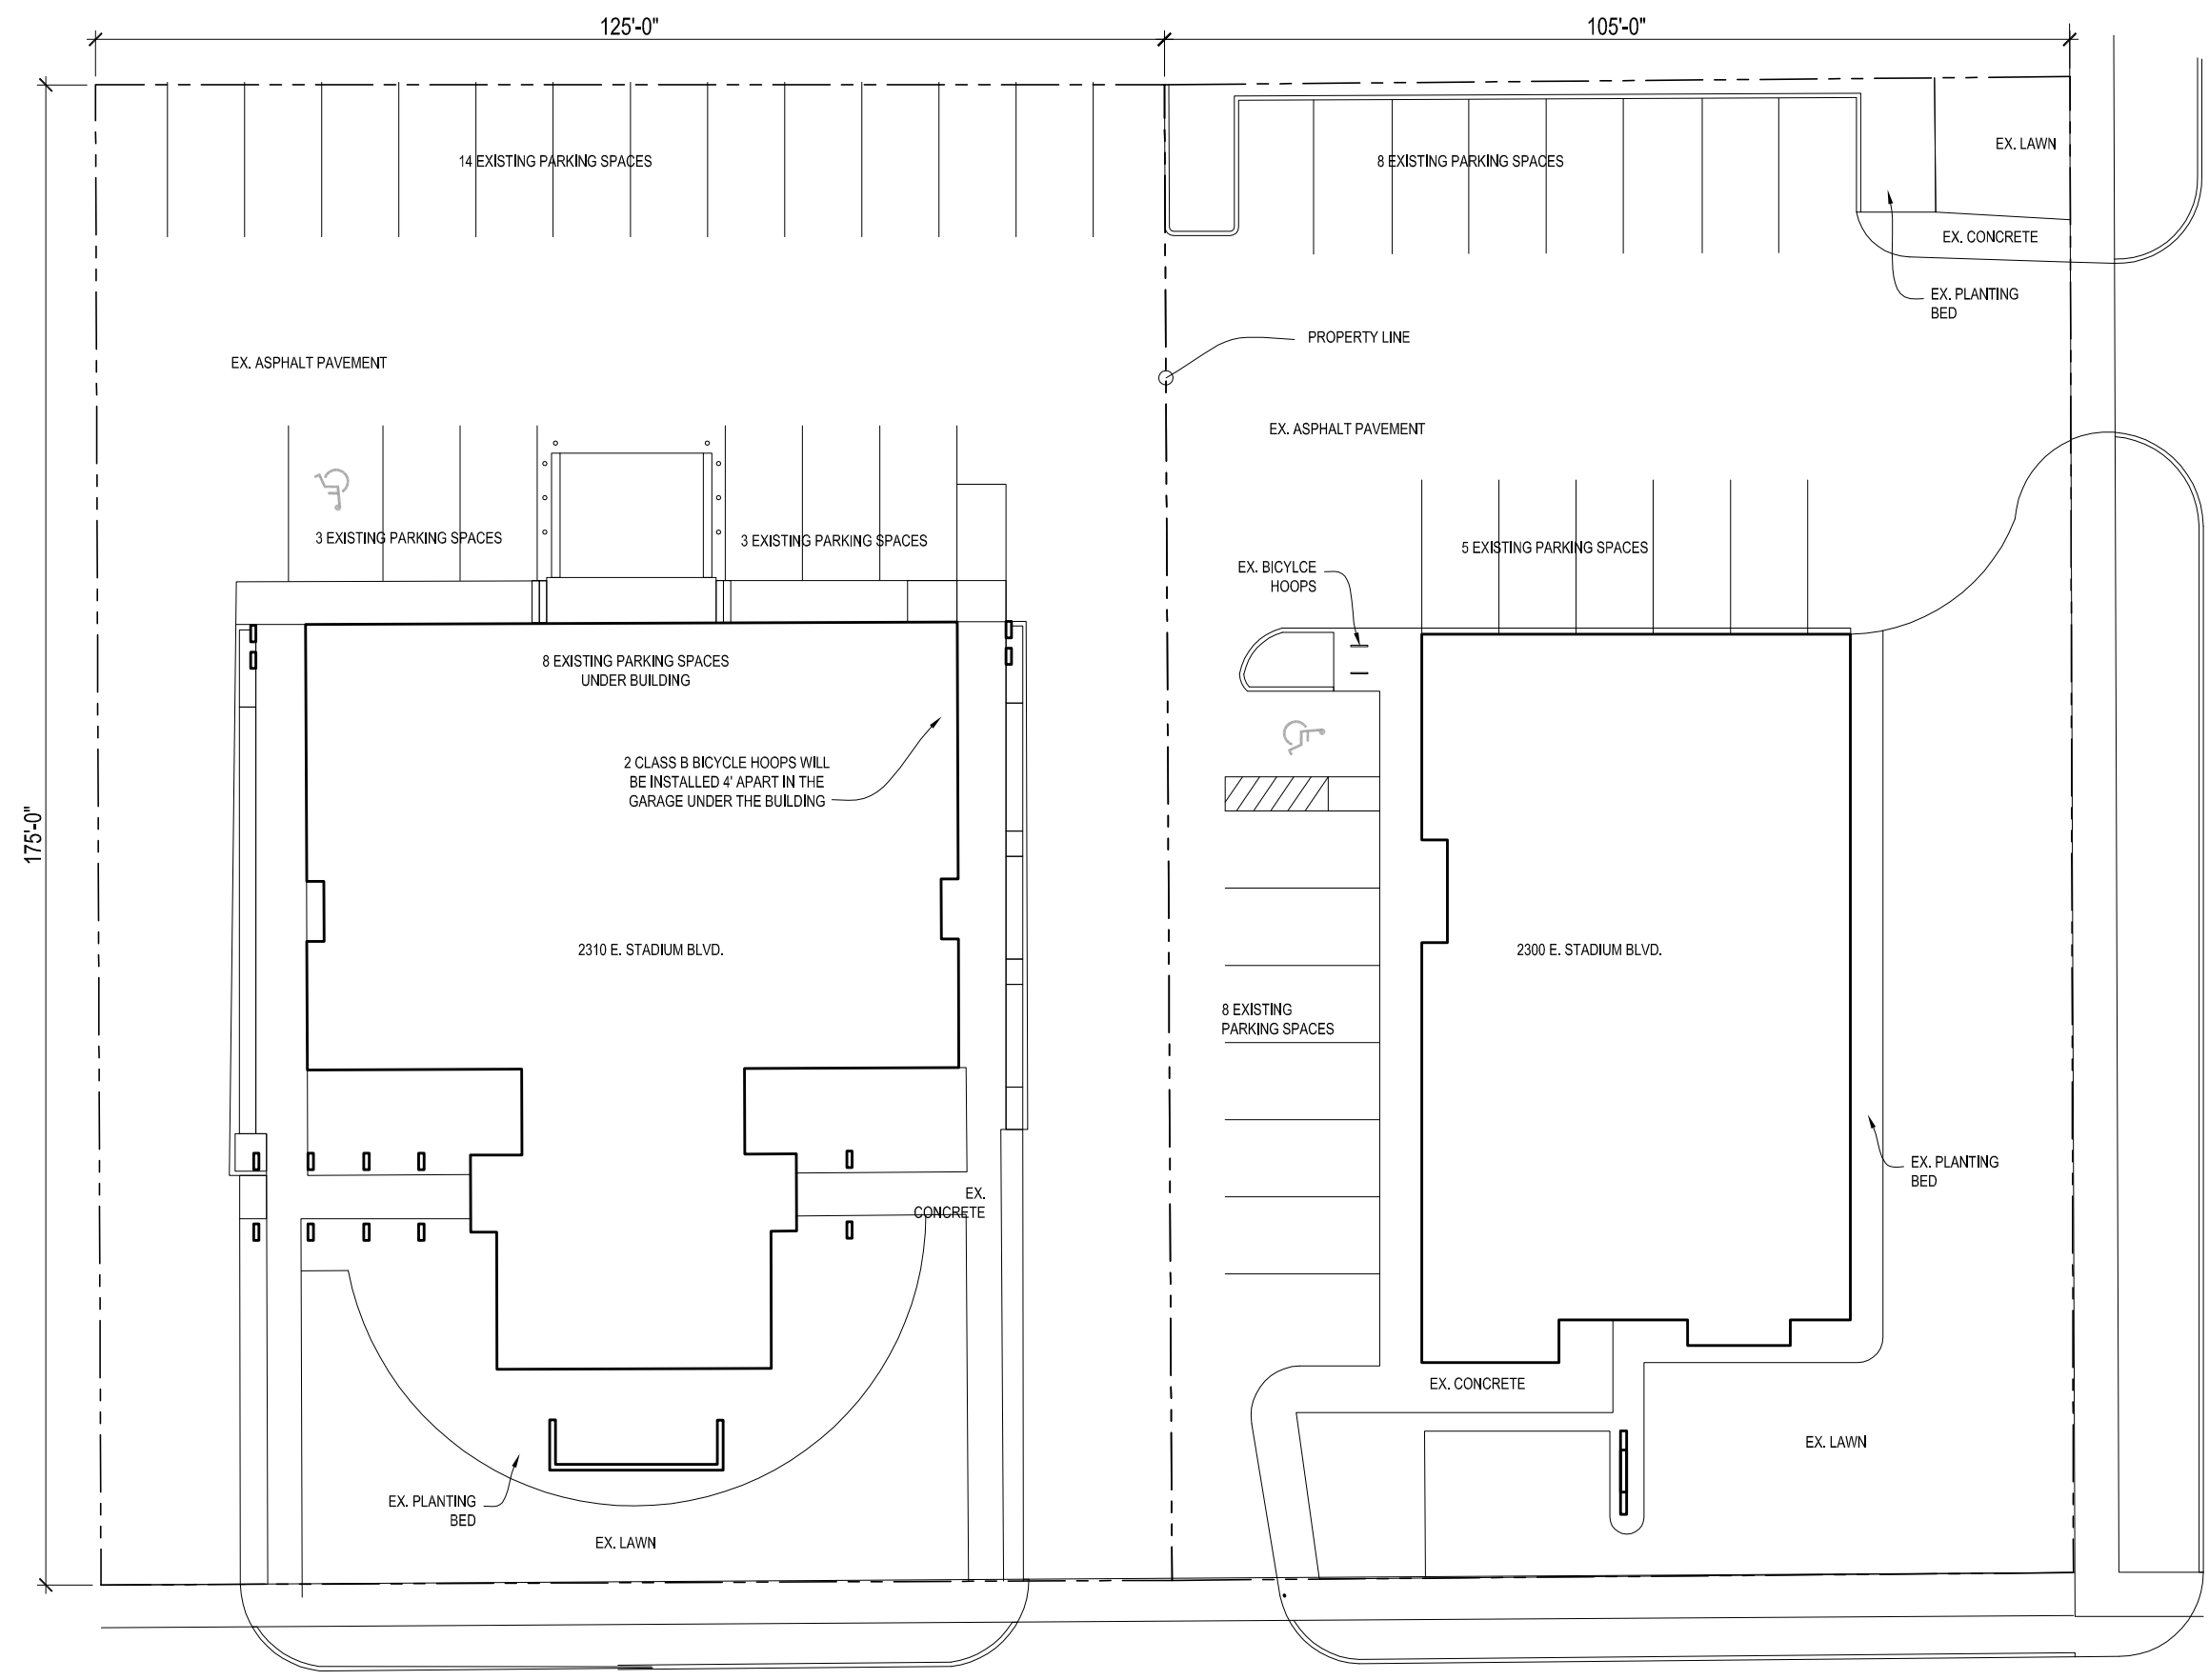 125'-0"
105'-0"
14 EXISTING PARKING SPACES
8 EXISTING PARKING SPACES
EX. LAWN
EX. CONCRETE
EX. PLANTING
BED
PROPERTY LINE
EX. ASPHALT PAVEMENT
EX. ASPHALT PAVEMENT
3 EXISTING PARKING SPACES
3 EXISTING PARKING SPACES
5 EXISTING PARKING SPACES
EX. BICYLCE
HOOPS
8 EXISTING PARKING SPACES
UNDER BUILDING
2 CLASS B BICYCLE HOOPS WILL
BE INSTALLED 4' APART IN THE
GARAGE UNDER THE BUILDING
175'-0"
2310 E. STADIUM BLVD.
2300 E. STADIUM BLVD.
8 EXISTING
PARKING SPACES
EX. PLANTING
BED
EX.
CONCRETE
EX. CONCRETE
EX. LAWN
EX. PLANTING
BED
EX. LAWN